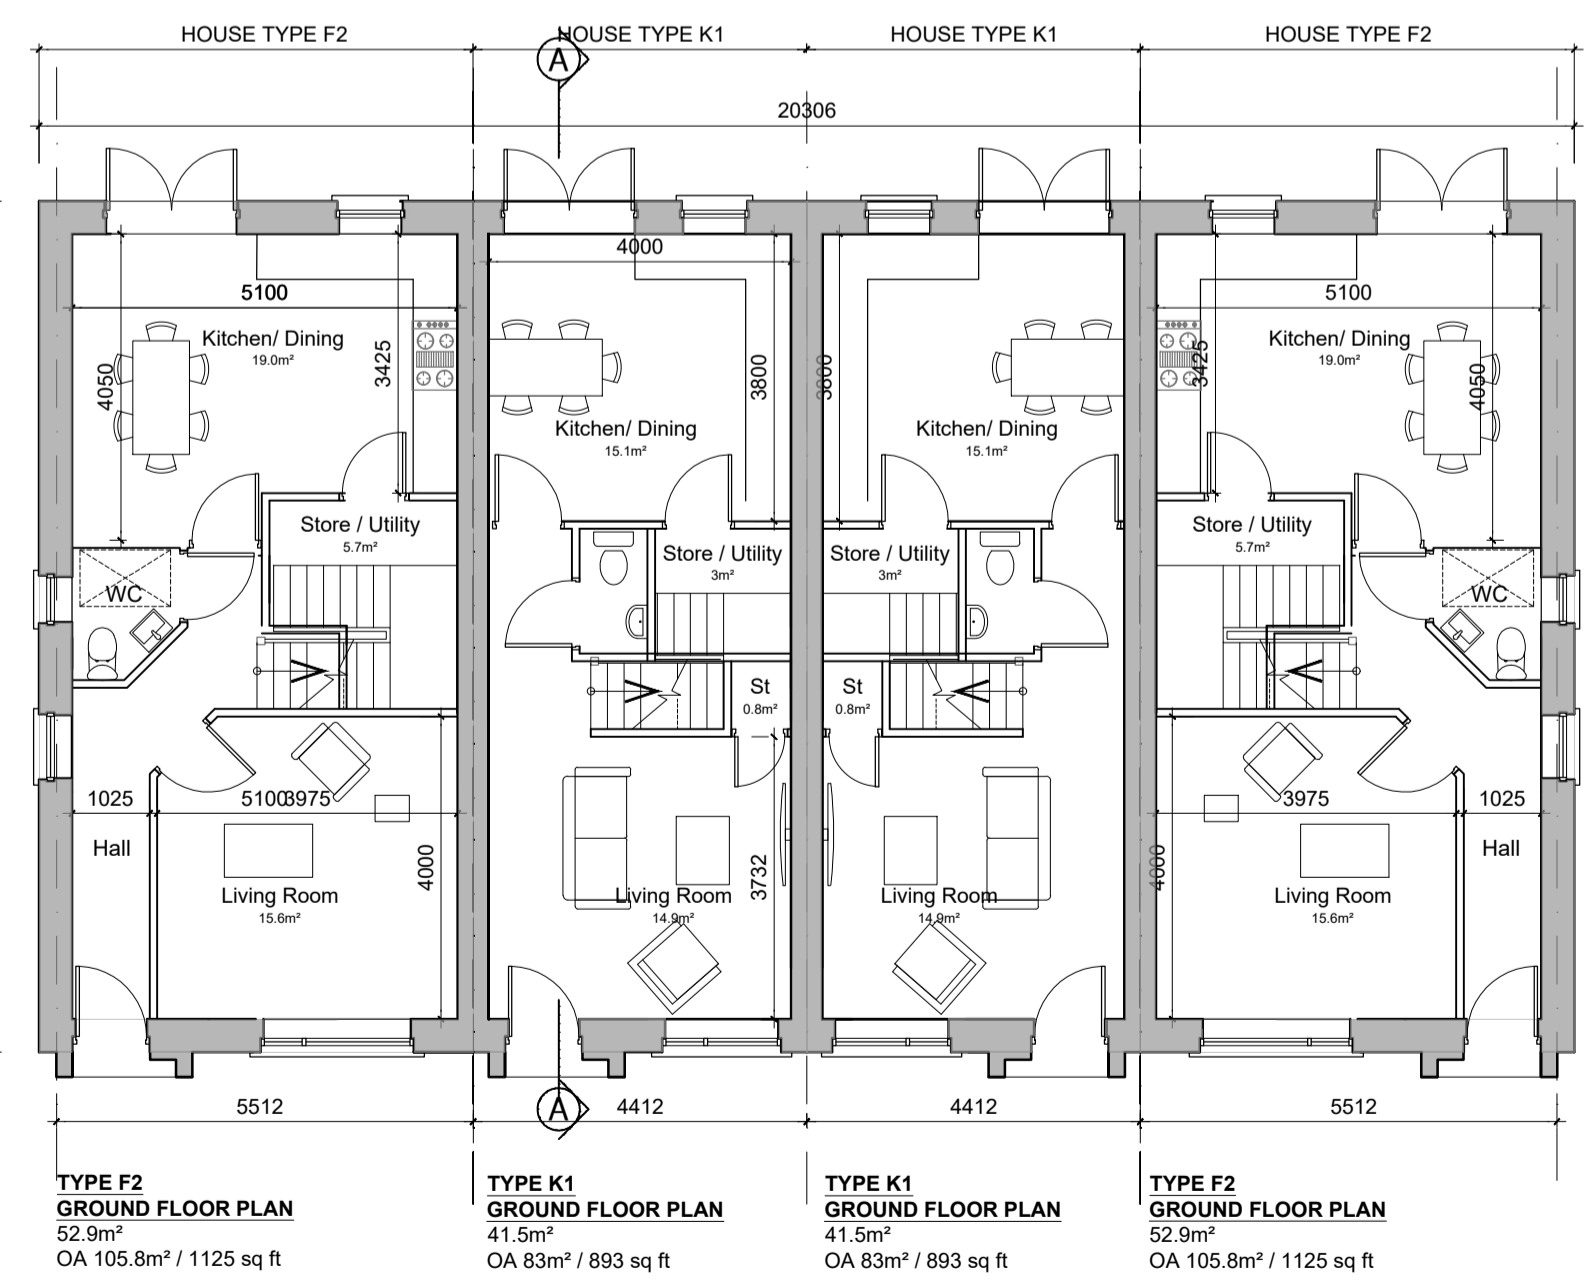 HOUSE TYPE F2
HOUSE TYPE K1
HOUSE TYPE K1
HOUSE TYPE F2
A
20306
4000
5100
5100
Kitchen/ Dining
19.0m²
4050
3425
3800
3800
3425
Kitchen/ Dining
19.0m²
4050
Kitchen/ Dining
15.1m²
Kitchen/ Dining
15.1m²
Store / Utility
5.7m²
Store / Utility
3m²
Store / Utility
3m²
Store / Utility
5.7m²
WC
WC
St
0.8m²
St
0.8m²
1025
5100
3975
3975
1025
Hall
4000
3732
4000
Hall
Living Room
15.6m²
Living Room
14.9m²
Living Room
14.9m²
Living Room
15.6m²
5512
A
4412
4412
5512
TYPE F2
GROUND FLOOR PLAN
52.9m²
OA 105.8m² / 1125 sq ft
TYPE K1
GROUND FLOOR PLAN
41.5m²
OA 83m² / 893 sq ft
TYPE K1
GROUND FLOOR PLAN
41.5m²
OA 83m² / 893 sq ft
TYPE F2
GROUND FLOOR PLAN
52.9m²
OA 105.8m² / 1125 sq ft